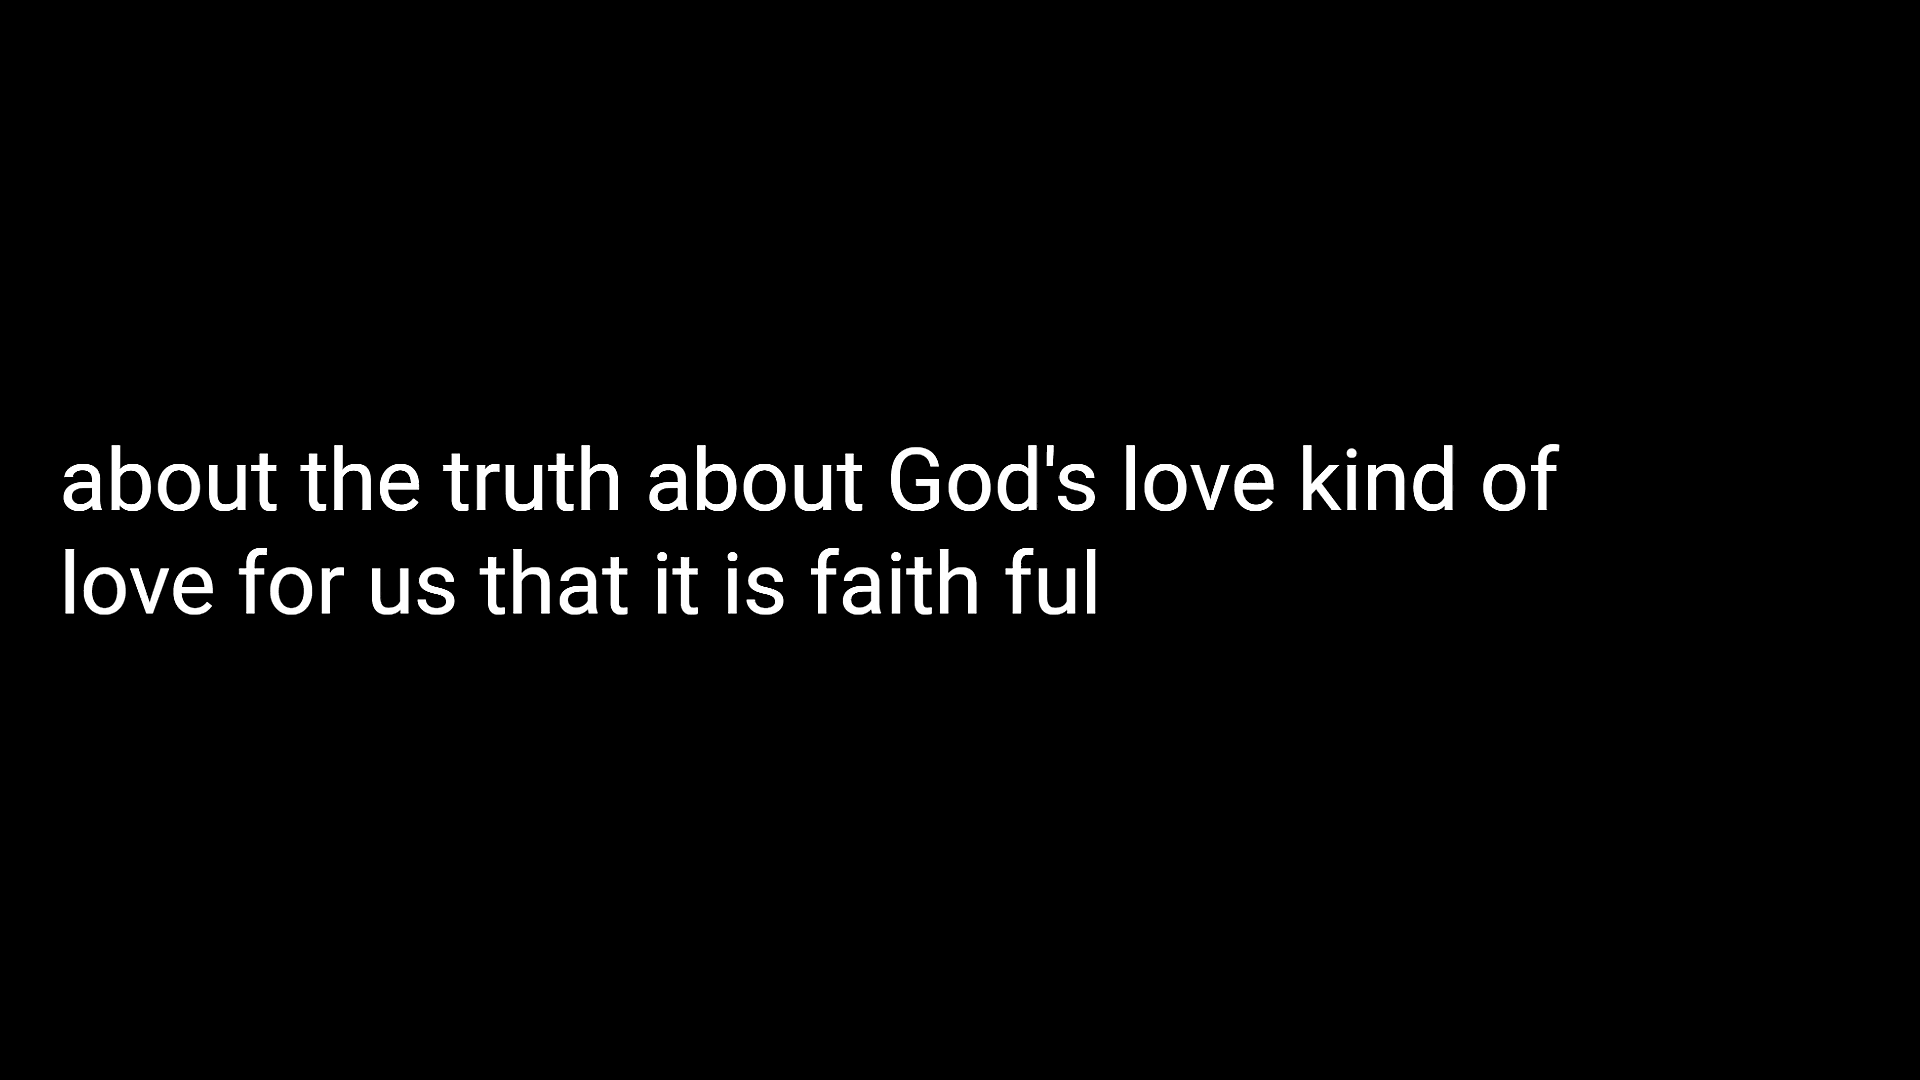 about the truth about God's love kind of
love for us that it is faith ful